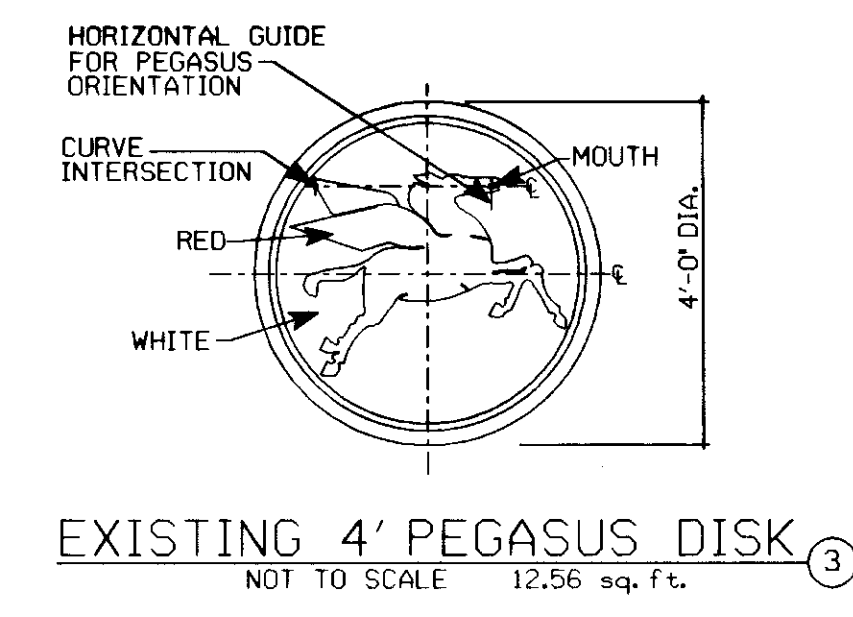 HORIZONTAL GUIDE
FOR PEGASUS
ORIENTATION
CURVE
INTERSECTION
MOUTH
℄
RED
4'-0" DIA.
℄
WHITE
EXISTING 4' PEGASUS DISK
3
NOT TO SCALE 12.56 sq. ft.